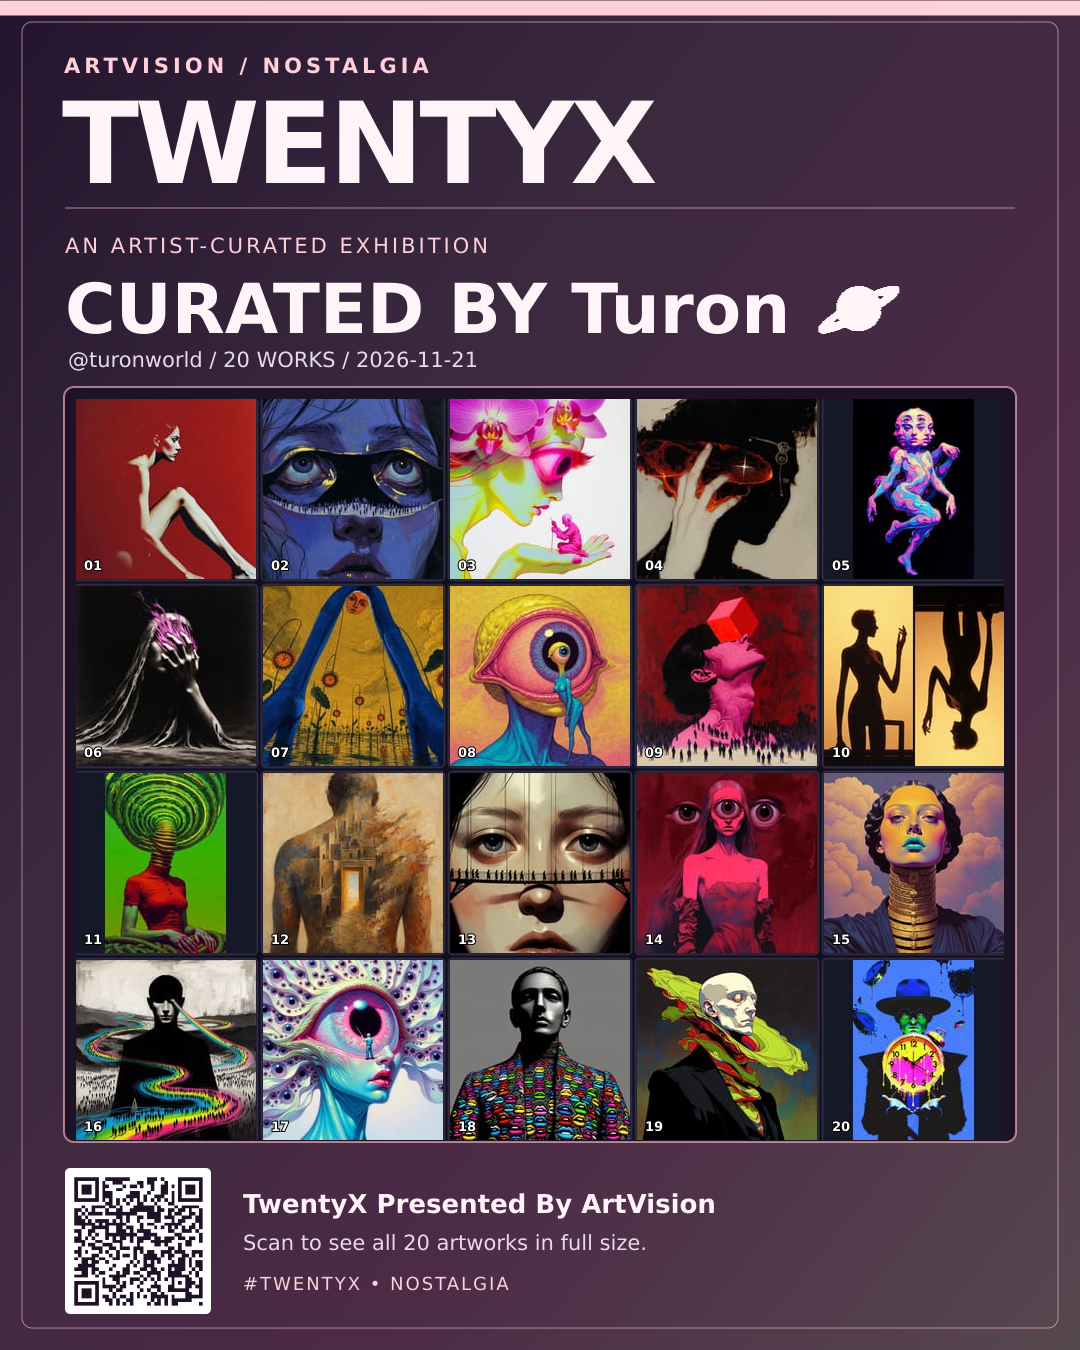 ARTVISION / NOSTALGIA
TWENTYX
AN ARTIST-CURATED EXHIBITION
CURATED BY Turon 🪐
@turonworld / 20 WORKS / 2026-11-21
01
02
03
04
05
06
07
08
09
10
11
12
13
14
15
16
17
18
19
20
TwentyX Presented By ArtVision
Scan to see all 20 artworks in full size.
#TWENTYX • NOSTALGIA